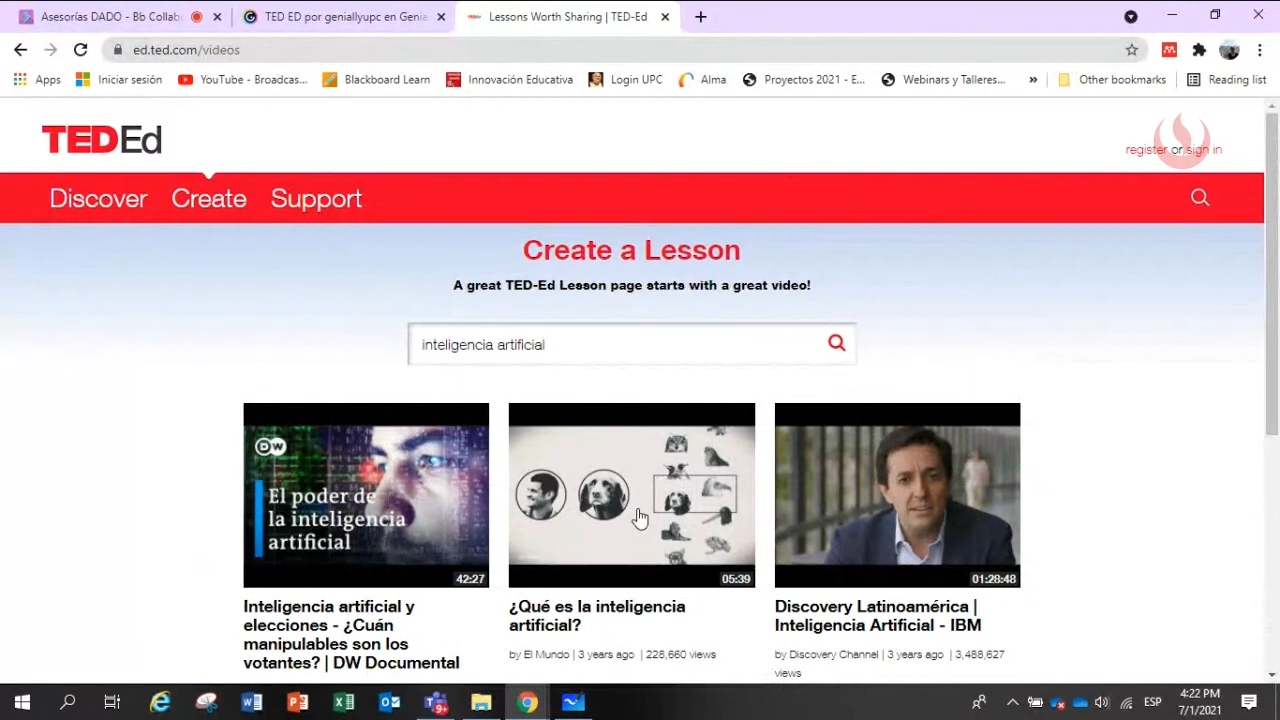 Asesorías DADO - Bb Collab
TED ED por geniallyupc en Genia
Lessons Worth Sharing | TED-Ed
ed.ted.com/videos
Apps
Iniciar sesión
YouTube - Broadcas...
Blackboard Learn
Innovación Educativa
Login UPC
Alma
Proyectos 2021 - E...
Webinars y Talleres...
»
Other bookmarks
Reading list
TEDEd
register or sign in
Discover
Create
Support
Create a Lesson
A great TED-Ed Lesson page starts with a great video!
inteligencia artificial
DW
El poder de
la inteligencia
artificial
42:27
05:39
01:28:48
Inteligencia artificial y
elecciones - ¿Cuán
manipulables son los
votantes? | DW Documental
¿Qué es la inteligencia
artificial?
by El Mundo | 3 years ago | 228,660 views
Discovery Latinoamérica |
Inteligencia Artificial - IBM
by Discovery Channel | 3 years ago | 3,488,627
views
9+
ESP
4:22 PM
7/1/2021